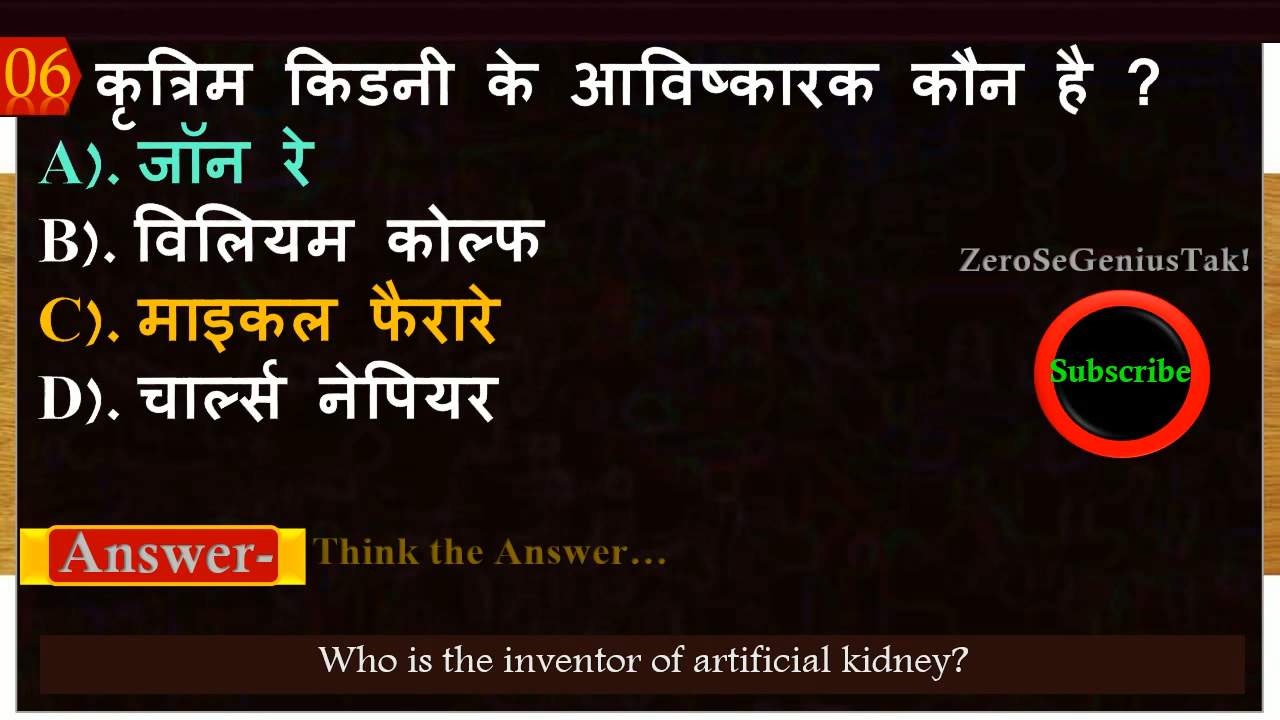 06 कृत्रिम किडनी के आविष्कारक कौन है ?
A). जॉन रे
B). विलियम कोल्फ
C). माइकल फैरारे
D). चार्ल्स नेपियर
ZeroSeGeniusTak!
Subscribe
Answer- Think the Answer...
Who is the inventor of artificial kidney?